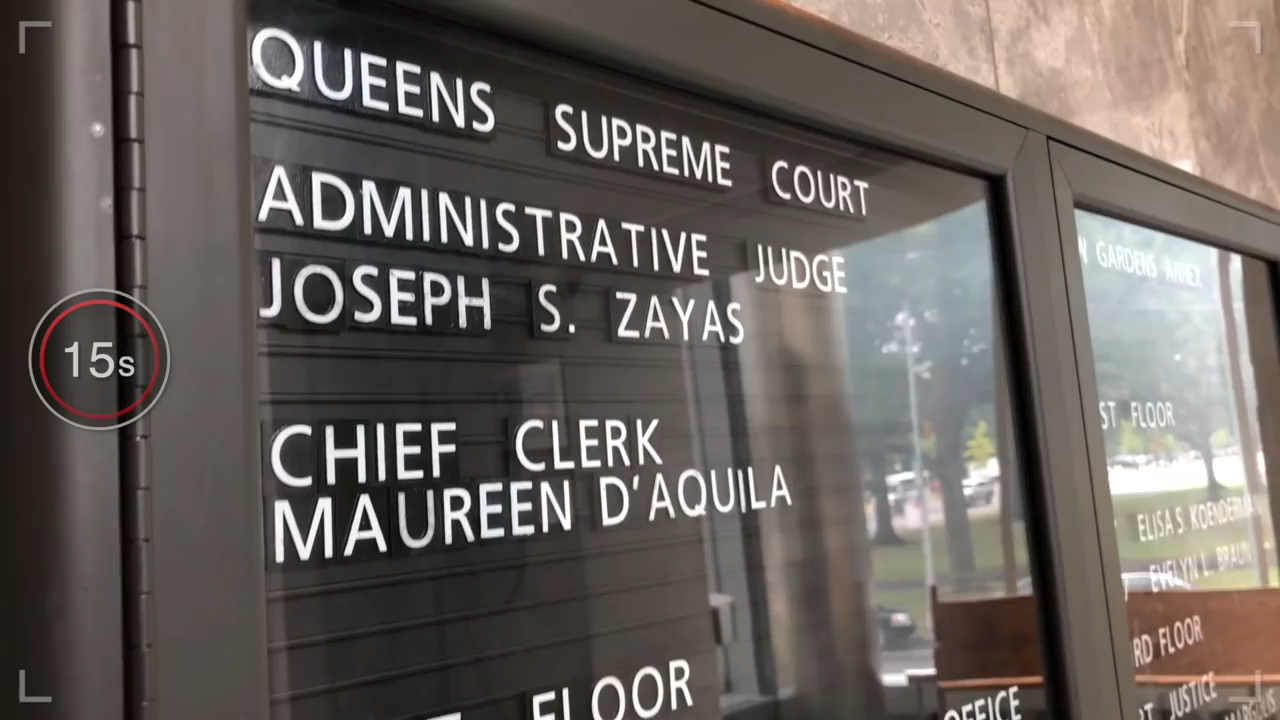 QUEENS SUPREME COURT
ADMINISTRATIVE JUDGE
JOSEPH S. ZAYAS
CHIEF CLERK
MAUREEN D'AQUILA
FLOOR
OFFICE
GARDENS ANNEX
ST FLOOR
ELISA S. KOENDERMAN
EVELYN L. BRAUN
RD FLOOR
JUSTICE
15s